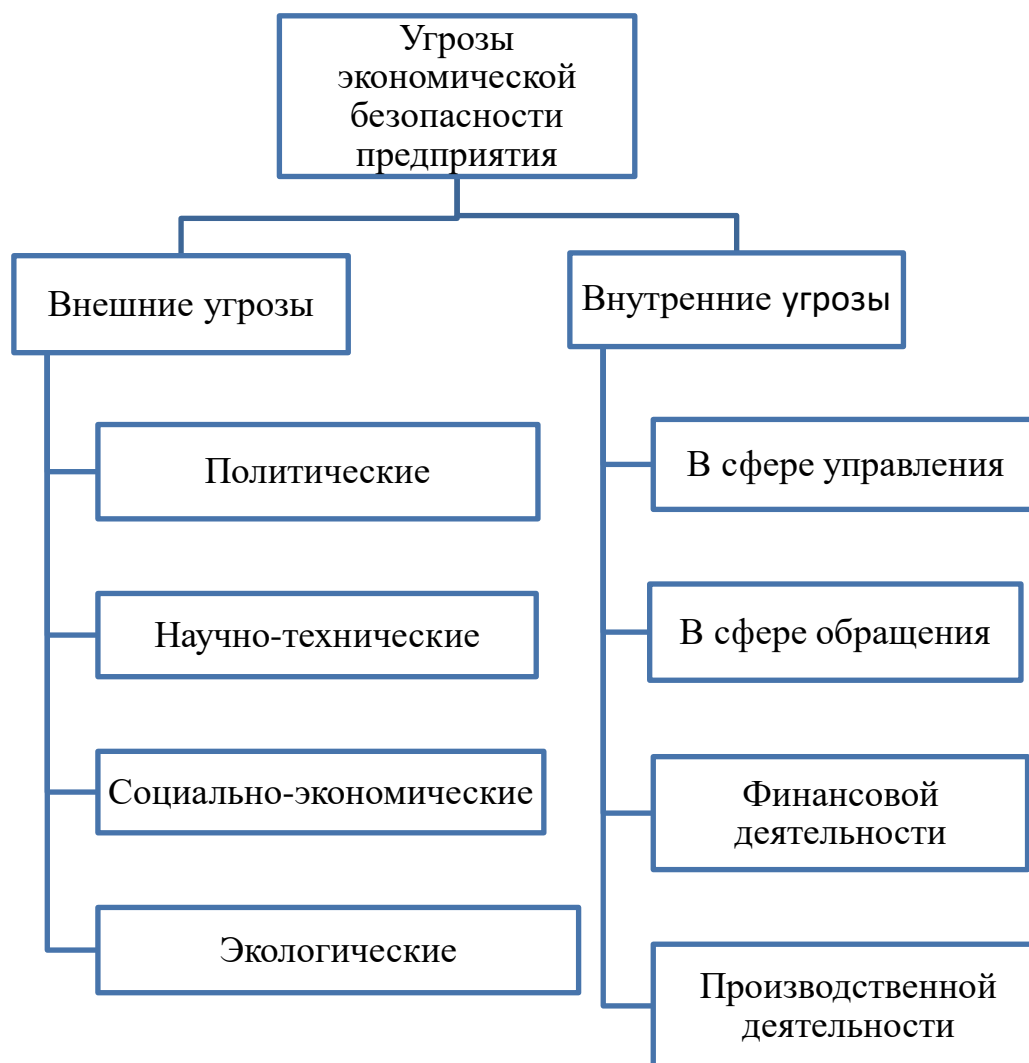 Угрозы
экономической
безопасности
предприятия
Внешние угрозы
Политические
Научно-технические
Социально-экономические
Экологические
Внутренние угрозы
В сфере управления
В сфере обращения
Финансовой
деятельности
Производственной
деятельности